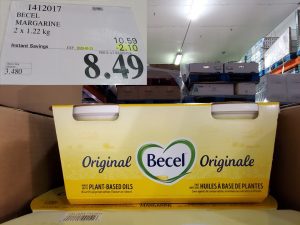 1412017
BECEL
MARGARINE
2 x 1.22 kg
10.59
Instant Savings
-2.10
8.49
3.480
Original
Becel
Originale
PLANT-BASED OILS
HUILES À BASE DE PLANTES
MARGARINE